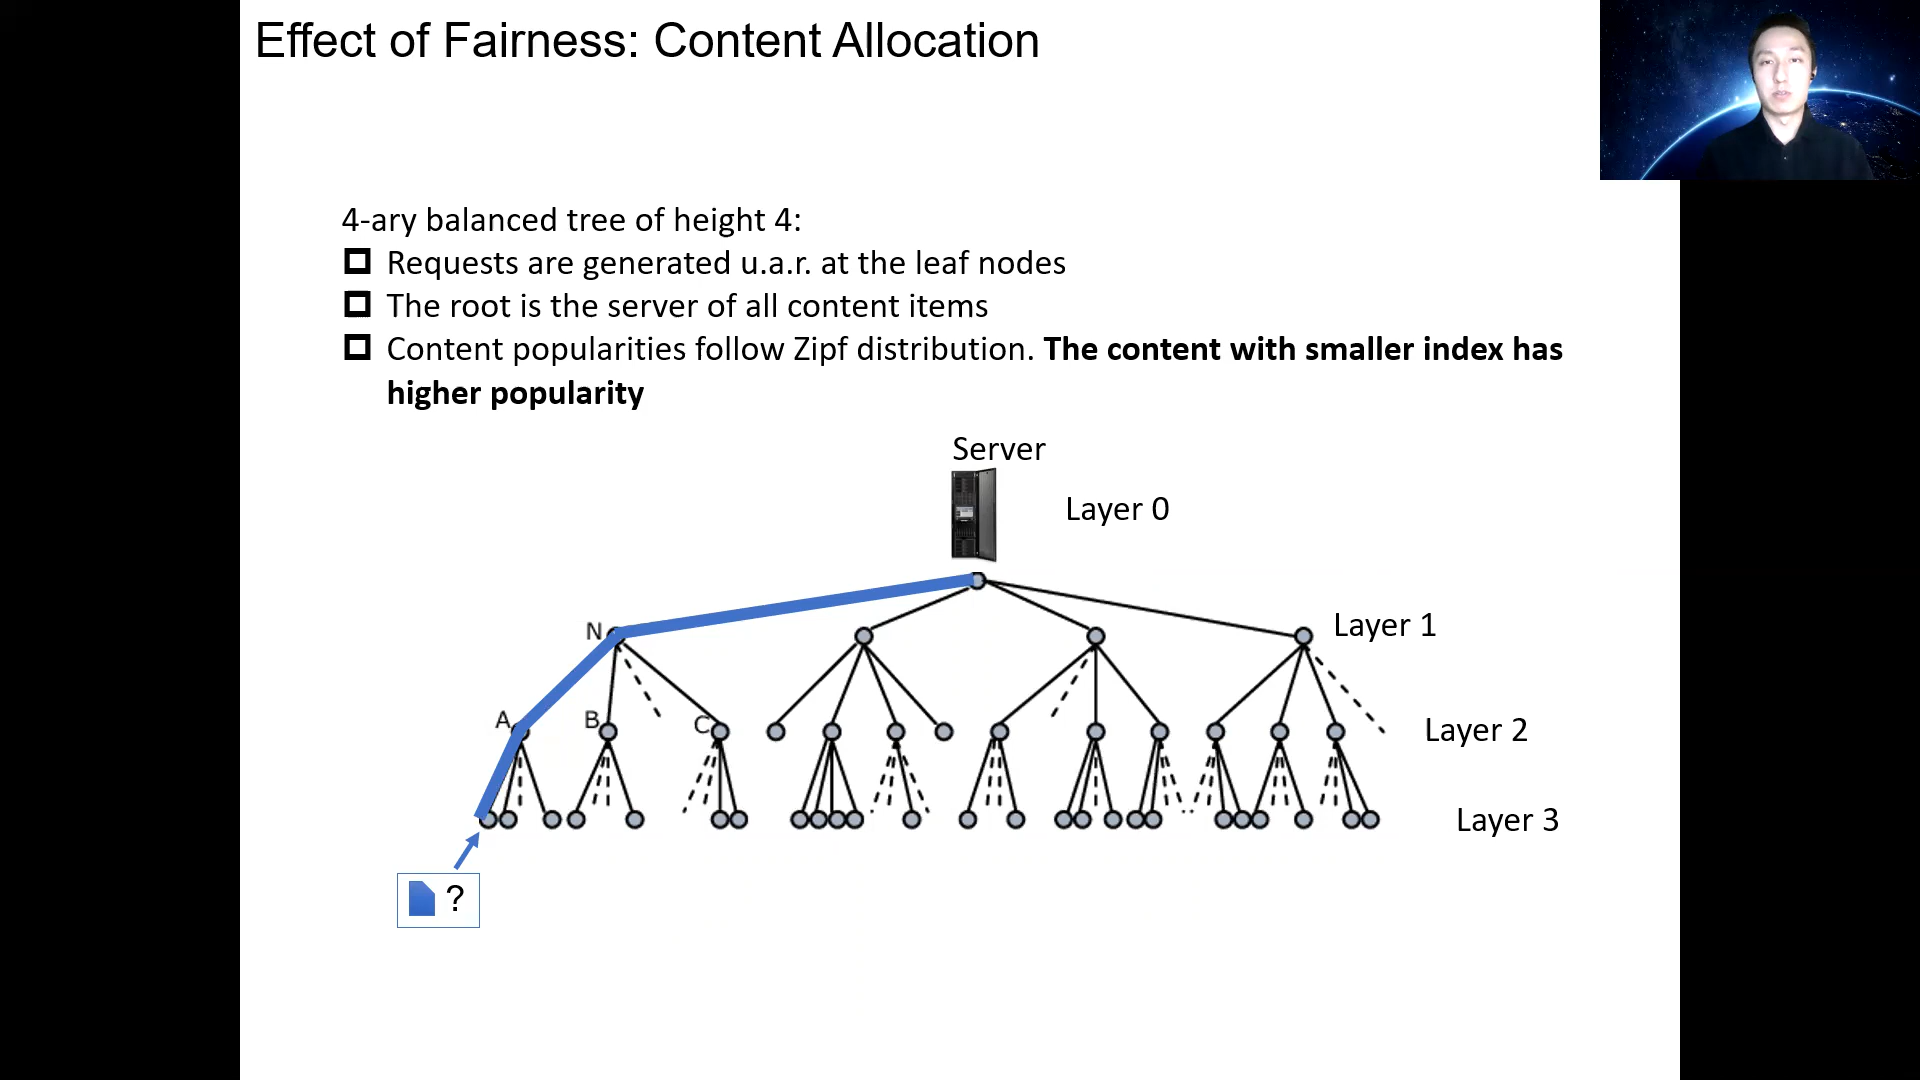 Effect of Fairness: Content Allocation
4-ary balanced tree of height 4:
Requests are generated u.a.r. at the leaf nodes
The root is the server of all content items
Content popularities follow Zipf distribution. The content with smaller index has
higher popularity
Server
Layer 0
N
Layer 1
A
B
C
Layer 2
Layer 3
?